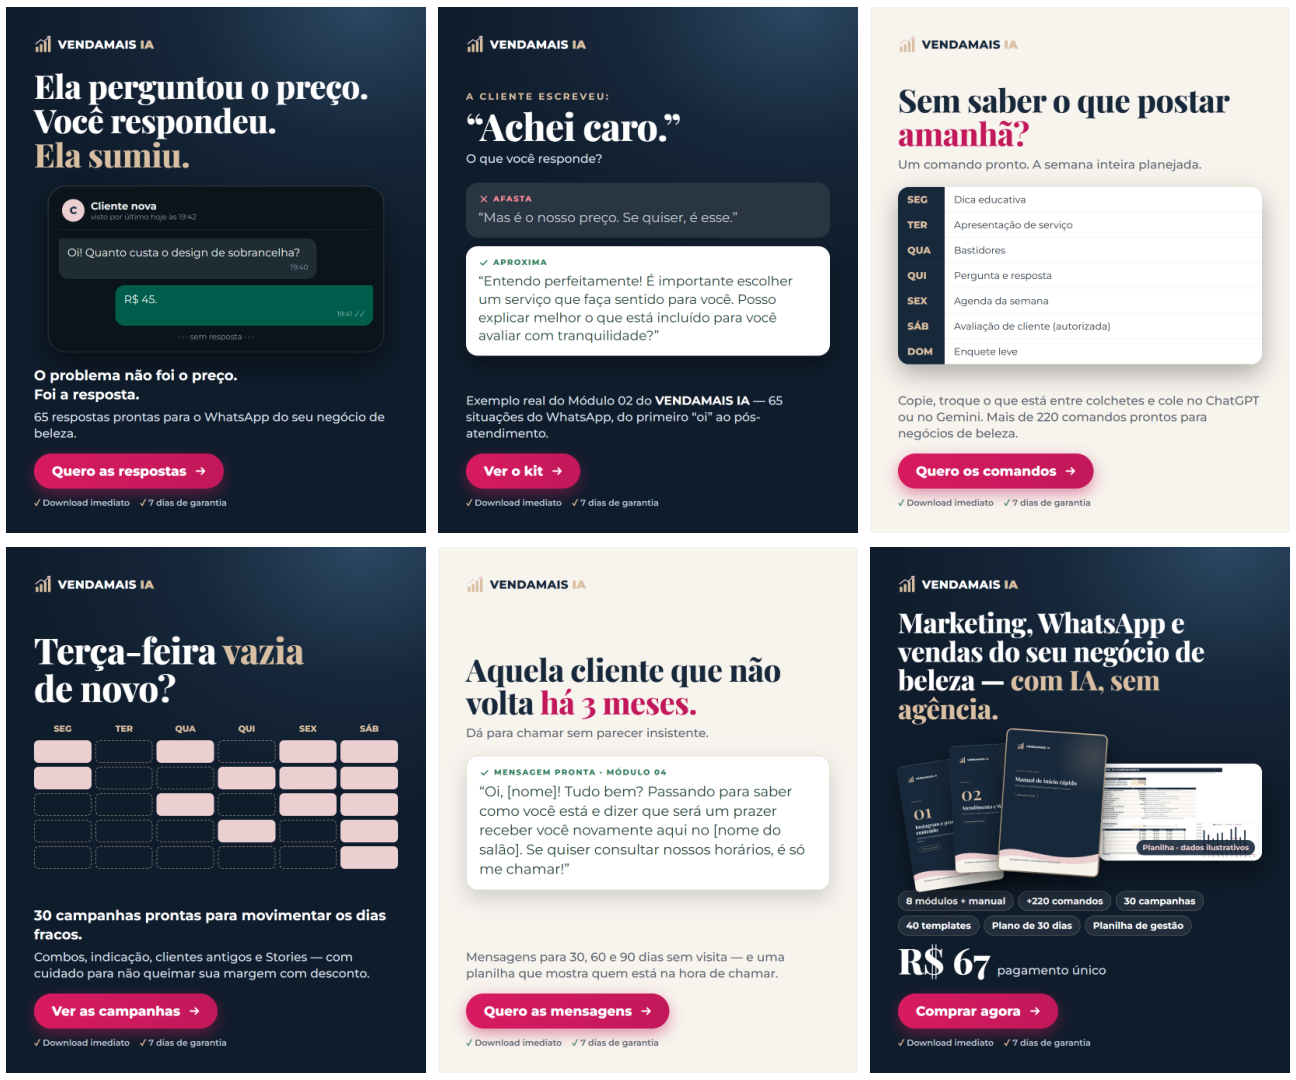 VENDAMAIS IA
Ela perguntou o preço.
Você respondeu.
Ela sumiu.
C
Cliente nova
visto por último hoje às 19:42
Oi! Quanto custa o design de sobrancelha?
19:40
R$ 45.
19:41 ✓✓
··· sem resposta ···
O problema não foi o preço.
Foi a resposta.
65 respostas prontas para o WhatsApp do seu negócio de
beleza.
Quero as respostas →
✓ Download imediato ✓ 7 dias de garantia
VENDAMAIS IA
A CLIENTE ESCREVEU:
“Achei caro.”
O que você responde?
✕ AFASTA
“Mas é o nosso preço. Se quiser, é esse.”
✓ APROXIMA
“Entendo perfeitamente! É importante escolher
um serviço que faça sentido para você. Posso
explicar melhor o que está incluído para você
avaliar com tranquilidade?”
Exemplo real do Módulo 02 do VENDAMAIS IA — 65
situações do WhatsApp, do primeiro “oi” ao pós-
atendimento.
Ver o kit →
✓ Download imediato ✓ 7 dias de garantia
VENDAMAIS IA
Sem saber o que postar
amanhã?
Um comando pronto. A semana inteira planejada.
SEG Dica educativa
TER Apresentação de serviço
QUA Bastidores
QUI Pergunta e resposta
SEX Agenda da semana
SÁB Avaliação de cliente (autorizada)
DOM Enquete leve
Copie, troque o que está entre colchetes e cole no ChatGPT
ou no Gemini. Mais de 220 comandos prontos para
negócios de beleza.
Quero os comandos →
✓ Download imediato ✓ 7 dias de garantia
VENDAMAIS IA
Terça-feira vazia
de novo?
SEG TER QUA QUI SEX SÁB
30 campanhas prontas para movimentar os dias
fracos.
Combos, indicação, clientes antigos e Stories — com
cuidado para não queimar sua margem com desconto.
Ver as campanhas →
✓ Download imediato ✓ 7 dias de garantia
VENDAMAIS IA
Aquela cliente que não
volta há 3 meses.
Dá para chamar sem parecer insistente.
✓ MENSAGEM PRONTA · MÓDULO 04
“Oi, [nome]! Tudo bem? Passando para saber
como você está e dizer que será um prazer
receber você novamente aqui no [nome do
salão]. Se quiser consultar nossos horários, é só
me chamar!”
Mensagens para 30, 60 e 90 dias sem visita — e uma
planilha que mostra quem está na hora de chamar.
Quero as mensagens →
✓ Download imediato ✓ 7 dias de garantia
VENDAMAIS IA
Marketing, WhatsApp e
vendas do seu negócio de
beleza — com IA, sem
agência.
01
02
Manual de início rápido
Planilha · dados ilustrativos
8 módulos + manual +220 comandos 30 campanhas
40 templates Plano de 30 dias Planilha de gestão
R$ 67 pagamento único
Comprar agora →
✓ Download imediato ✓ 7 dias de garantia